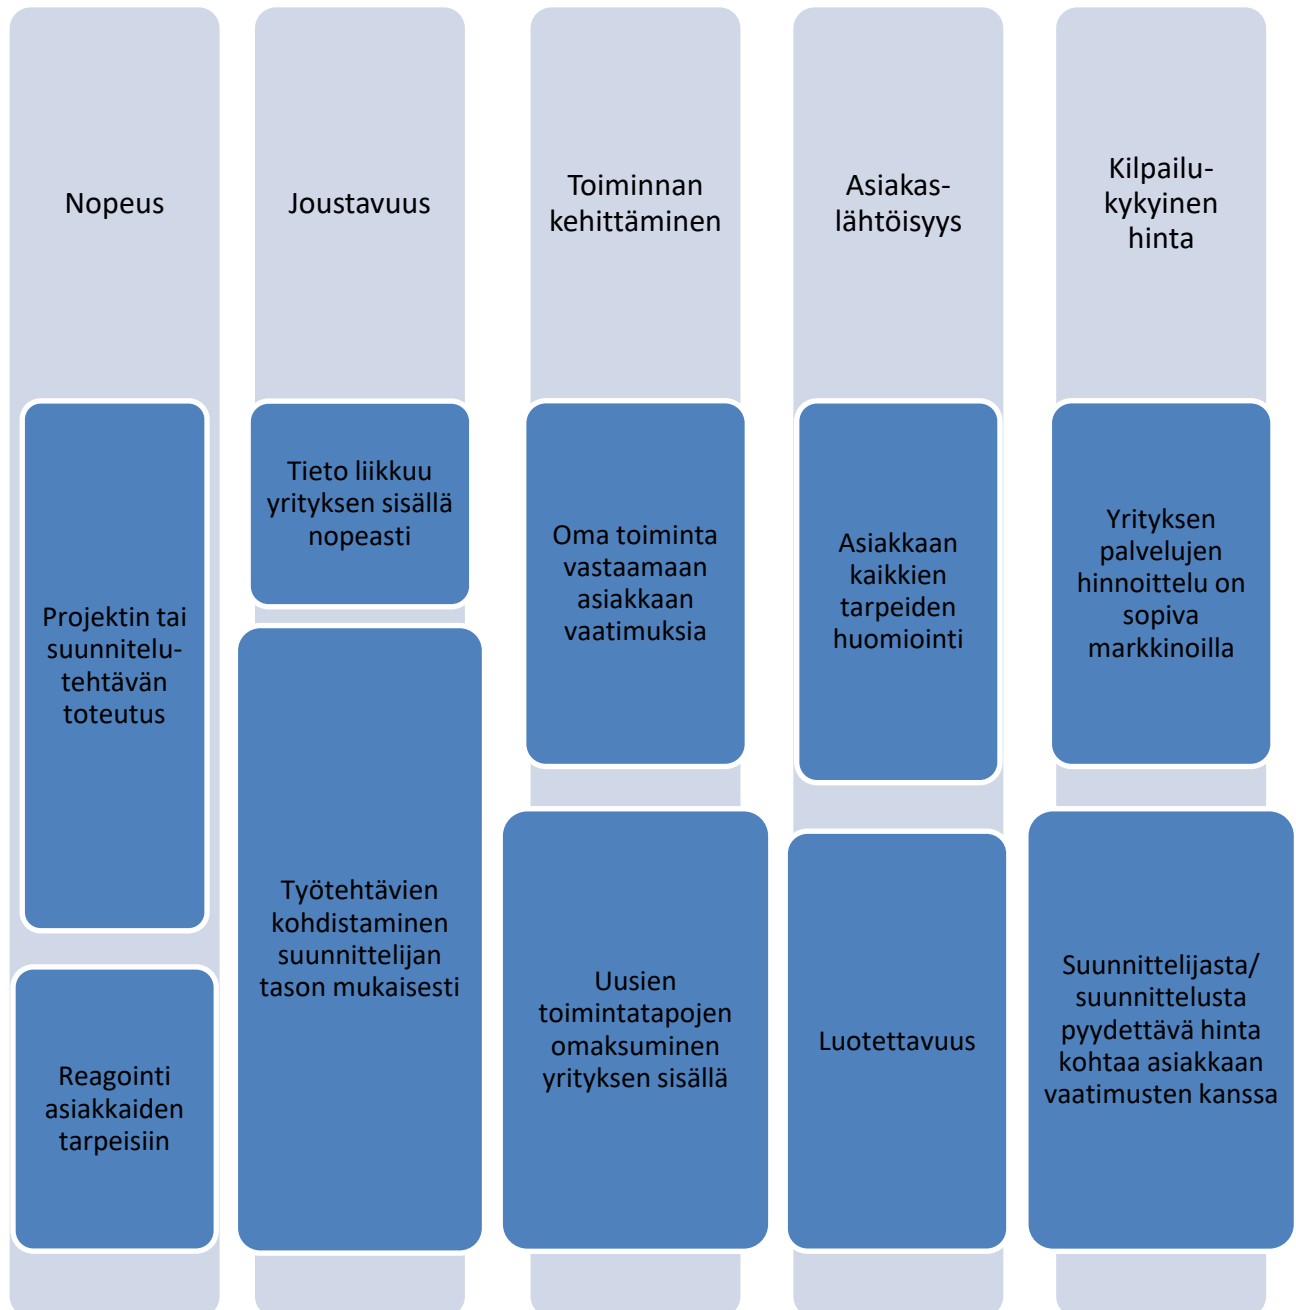 Nopeus
Projektin tai
suunnitelu-
tehtävän
toteutus
Reagointi
asiakkaiden
tarpeisiin
Joustavuus
Tieto liikkuu
yrityksen sisällä
nopeasti
Työtehtävien
kohdistaminen
suunnittelijan
tason mukaisesti
Toiminnan
kehittäminen
Oma toiminta
vastaamaan
asiakkaan
vaatimuksia
Uusien
toimintatapojen
omaksuminen
yrityksen sisällä
Asiakas-
lähtöisyys
Asiakkaan
kaikkien
tarpeiden
huomiointi
Luotettavuus
Kilpailu-
kykyinen
hinta
Yrityksen
palvelujen
hinnoittelu on
sopiva
markkinoilla
Suunnittelijasta/
suunnittelusta
pyydettävä hinta
kohtaa asiakkaan
vaatimusten kanssa